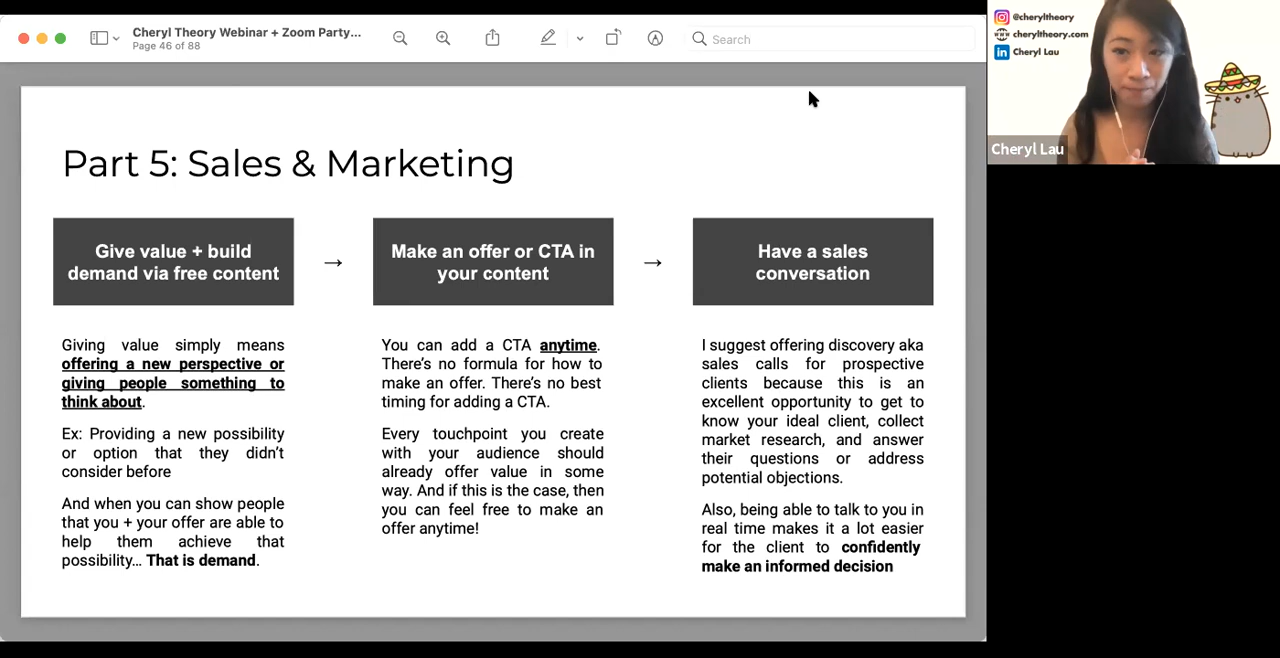 Cheryl Theory Webinar + Zoom Party...
Page 46 of 88
Search
@cheryltheory
cheryltheory.com
in Cheryl Lau
Cheryl Lau
Part 5: Sales & Marketing
Give value + build
demand via free content
→
Make an offer or CTA in
your content
→
Have a sales
conversation
Giving value simply means
offering a new perspective or
giving people something to
think about.
Ex: Providing a new possibility
or option that they didn't
consider before
And when you can show people
that you + your offer are able to
help them achieve that
possibility... That is demand.
You can add a CTA anytime.
There's no formula for how to
make an offer. There's no best
timing for adding a CTA.
Every touchpoint you create
with your audience should
already offer value in some
way. And if this is the case, then
you can feel free to make an
offer anytime!
I suggest offering discovery aka
sales calls for prospective
clients because this is an
excellent opportunity to get to
know your ideal client, collect
market research, and answer
their questions or address
potential objections.
Also, being able to talk to you in
real time makes it a lot easier
for the client to confidently
make an informed decision